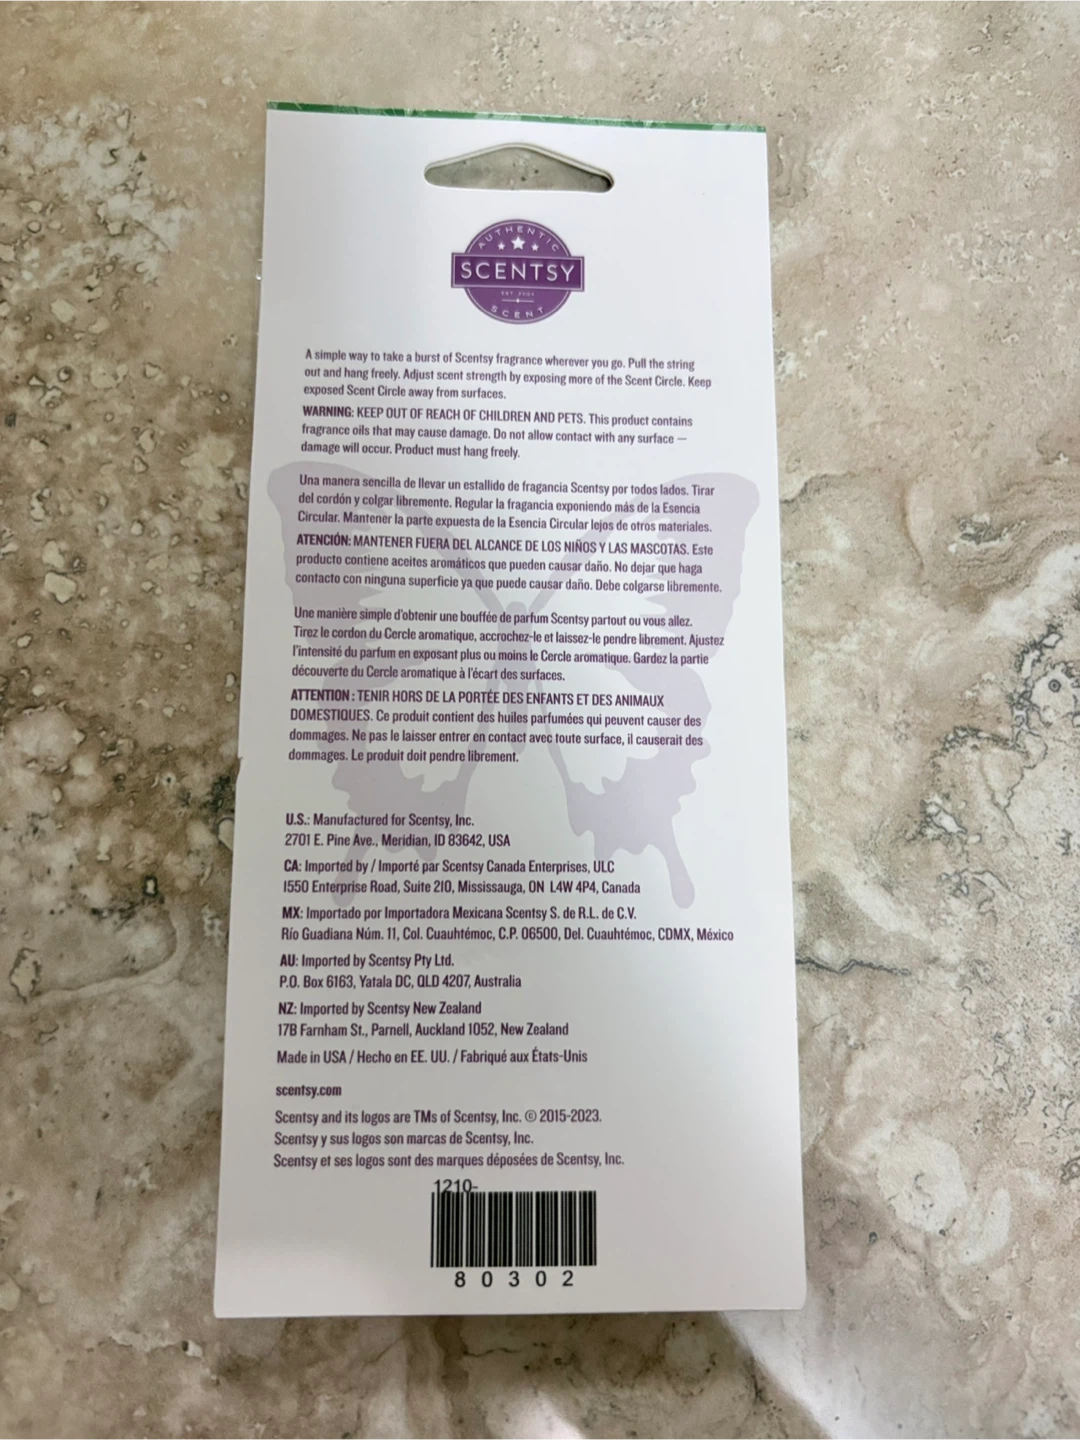 AUTHENTIC
SCENTSY
EST. 2004
SCENT
A simple way to take a burst of Scentsy fragrance wherever you go. Pull the string
out and hang freely. Adjust scent strength by exposing more of the Scent Circle. Keep
exposed Scent Circle away from surfaces.
WARNING: KEEP OUT OF REACH OF CHILDREN AND PETS. This product contains
fragrance oils that may cause damage. Do not allow contact with any surface —
damage will occur. Product must hang freely.
Una manera sencilla de llevar un estallido de fragancia Scentsy por todos lados. Tirar
del cordón y colgar libremente. Regular la fragancia exponiendo más de la Esencia
Circular. Mantener la parte expuesta de la Esencia Circular lejos de otros materiales.
ATENCIÓN: MANTENER FUERA DEL ALCANCE DE LOS NIÑOS Y LAS MASCOTAS. Este
producto contiene aceites aromáticos que pueden causar daño. No dejar que haga
contacto con ninguna superficie ya que puede causar daño. Debe colgarse libremente.
Une manière simple d'obtenir une bouffée de parfum Scentsy partout ou vous allez.
Tirez le cordon du Cercle aromatique, accrochez-le et laissez-le pendre librement. Ajustez
l'intensité du parfum en exposant plus ou moins le Cercle aromatique. Gardez la partie
découverte du Cercle aromatique à l'écart des surfaces.
ATTENTION : TENIR HORS DE LA PORTÉE DES ENFANTS ET DES ANIMAUX
DOMESTIQUES. Ce produit contient des huiles parfumées qui peuvent causer des
dommages. Ne pas le laisser entrer en contact avec toute surface, il causerait des
dommages. Le produit doit pendre librement.
U.S.: Manufactured for Scentsy, Inc.
2701 E. Pine Ave., Meridian, ID 83642, USA
CA: Imported by / Importé par Scentsy Canada Enterprises, ULC
1550 Enterprise Road, Suite 210, Mississauga, ON L4W 4P4, Canada
MX: Importado por Importadora Mexicana Scentsy S. de R.L. de C.V.
Río Guadiana Núm. 11, Col. Cuauhtémoc, C.P. 06500, Del. Cuauhtémoc, CDMX, México
AU: Imported by Scentsy Pty Ltd.
P.O. Box 6163, Yatala DC, QLD 4207, Australia
NZ: Imported by Scentsy New Zealand
17B Farnham St., Parnell, Auckland 1052, New Zealand
Made in USA / Hecho en EE. UU. / Fabriqué aux États-Unis
scentsy.com
Scentsy and its logos are TMs of Scentsy, Inc. © 2015-2023.
Scentsy y sus logos son marcas de Scentsy, Inc.
Scentsy et ses logos sont des marques déposées de Scentsy, Inc.
1210-
80302